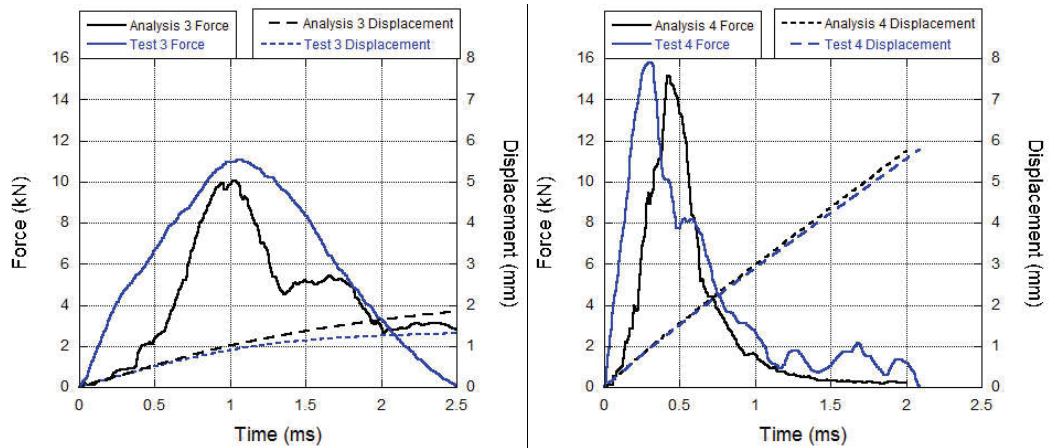 Analysis 3 Force
Test 3 Force
Analysis 3 Displacement
Test 3 Displacement
16
14
12
10
8
6
4
2
0
Force (kN)
8
7
6
5
4
3
2
1
0
Displacement (mm)
0 0.5 1 1.5 2 2.5
Time (ms)
Analysis 4 Force
Test 4 Force
Analysis 4 Displacement
Test 4 Displacement
16
14
12
10
8
6
4
2
0
Force (kN)
8
7
6
5
4
3
2
1
0
Displacement (mm)
0 0.5 1 1.5 2 2.5
Time (ms)